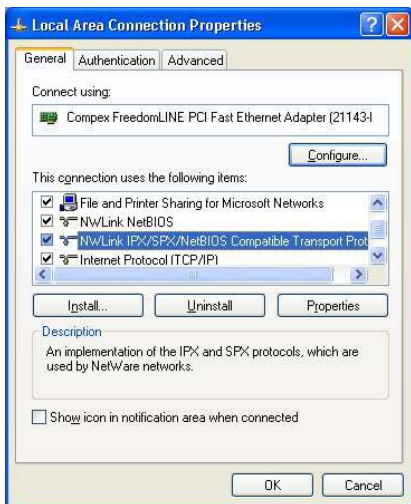 Local Area Connection Properties
General Authentication Advanced
Connect using:
Compex FreedomLINE PCI Fast Ethernet Adapter (21143-
Configure...
This connection uses the following items:
File and Printer Sharing for Microsoft Networks
NWLink NetBIOS
NWLink IPX/SPX/NetBIOS Compatible Transport Prot
Internet Protocol (TCP/IP)
Install... Uninstall Properties
Description
An implementation of the IPX and SPX protocols, which are
used by NetWare networks.
Show icon in notification area when connected
OK Cancel